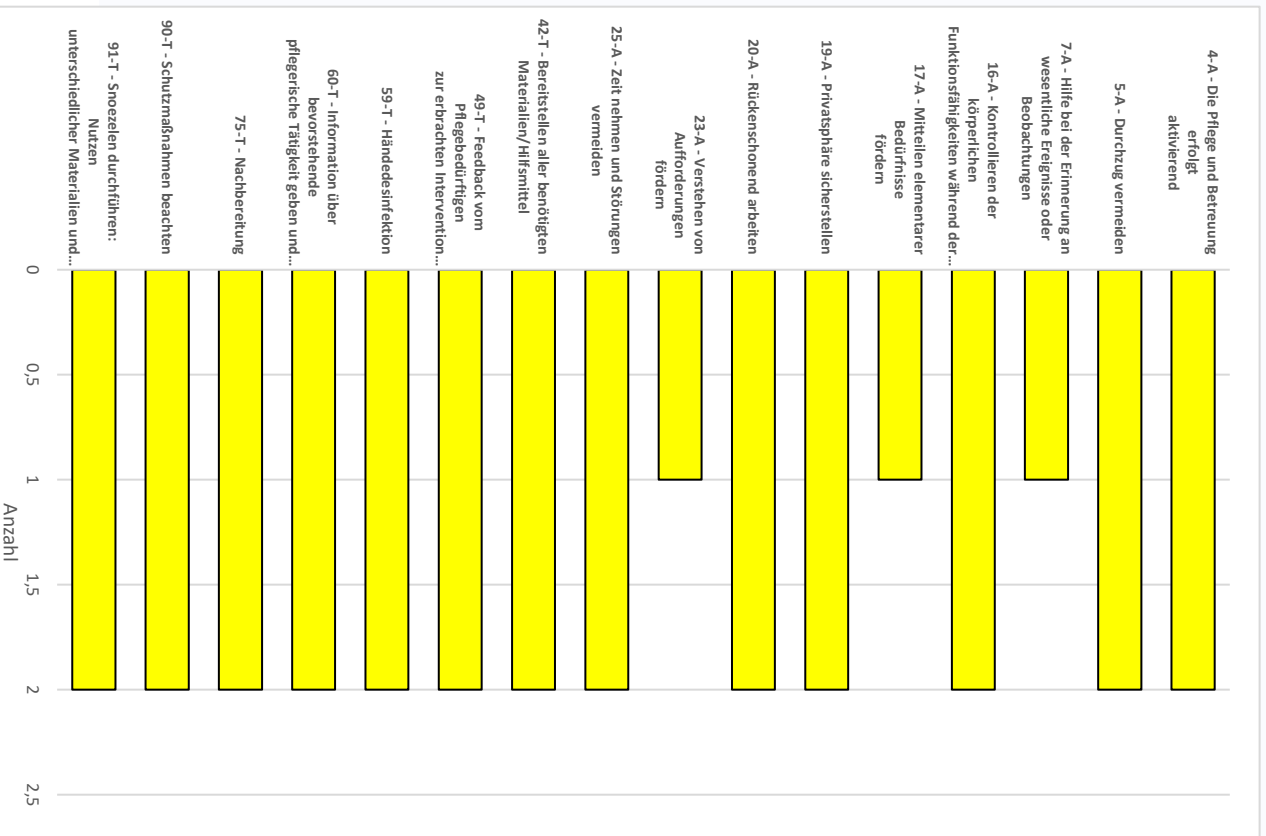 4-A - Die Pflege und Betreuung
erfolgt
aktivierend
5-A - Durchzug vermeiden
7-A - Hilfe bei der Erinnerung an
wesentliche Ereignisse oder
Beobachtungen
16-A - Kontrollieren der
körperlichen
Funktionsfähigkeiten während der…
17-A - Mitteilen elementarer
Bedürfnisse
fördern
19-A - Privatsphäre sicherstellen
20-A - Rückenschonend arbeiten
23-A - Verstehen von
Aufforderungen
fördern
25-A - Zeit nehmen und Störungen
vermeiden
42-T - Bereitstellen aller benötigten
Materialien/Hilfsmittel
49-T - Feedback vom
Pflegebedürftigen
zur erbrachten Intervention…
59-T - Händedesinfektion
60-T - Information über
bevorstehende
pflegerische Tätigkeit geben und…
75-T - Nachbereitung
90-T - Schutzmaßnahmen beachten
91-T - Snoezelen durchführen:
Nutzen
unterschiedlicher Materialien und…
0
0,5
1
1,5
2
2,5
Anzahl